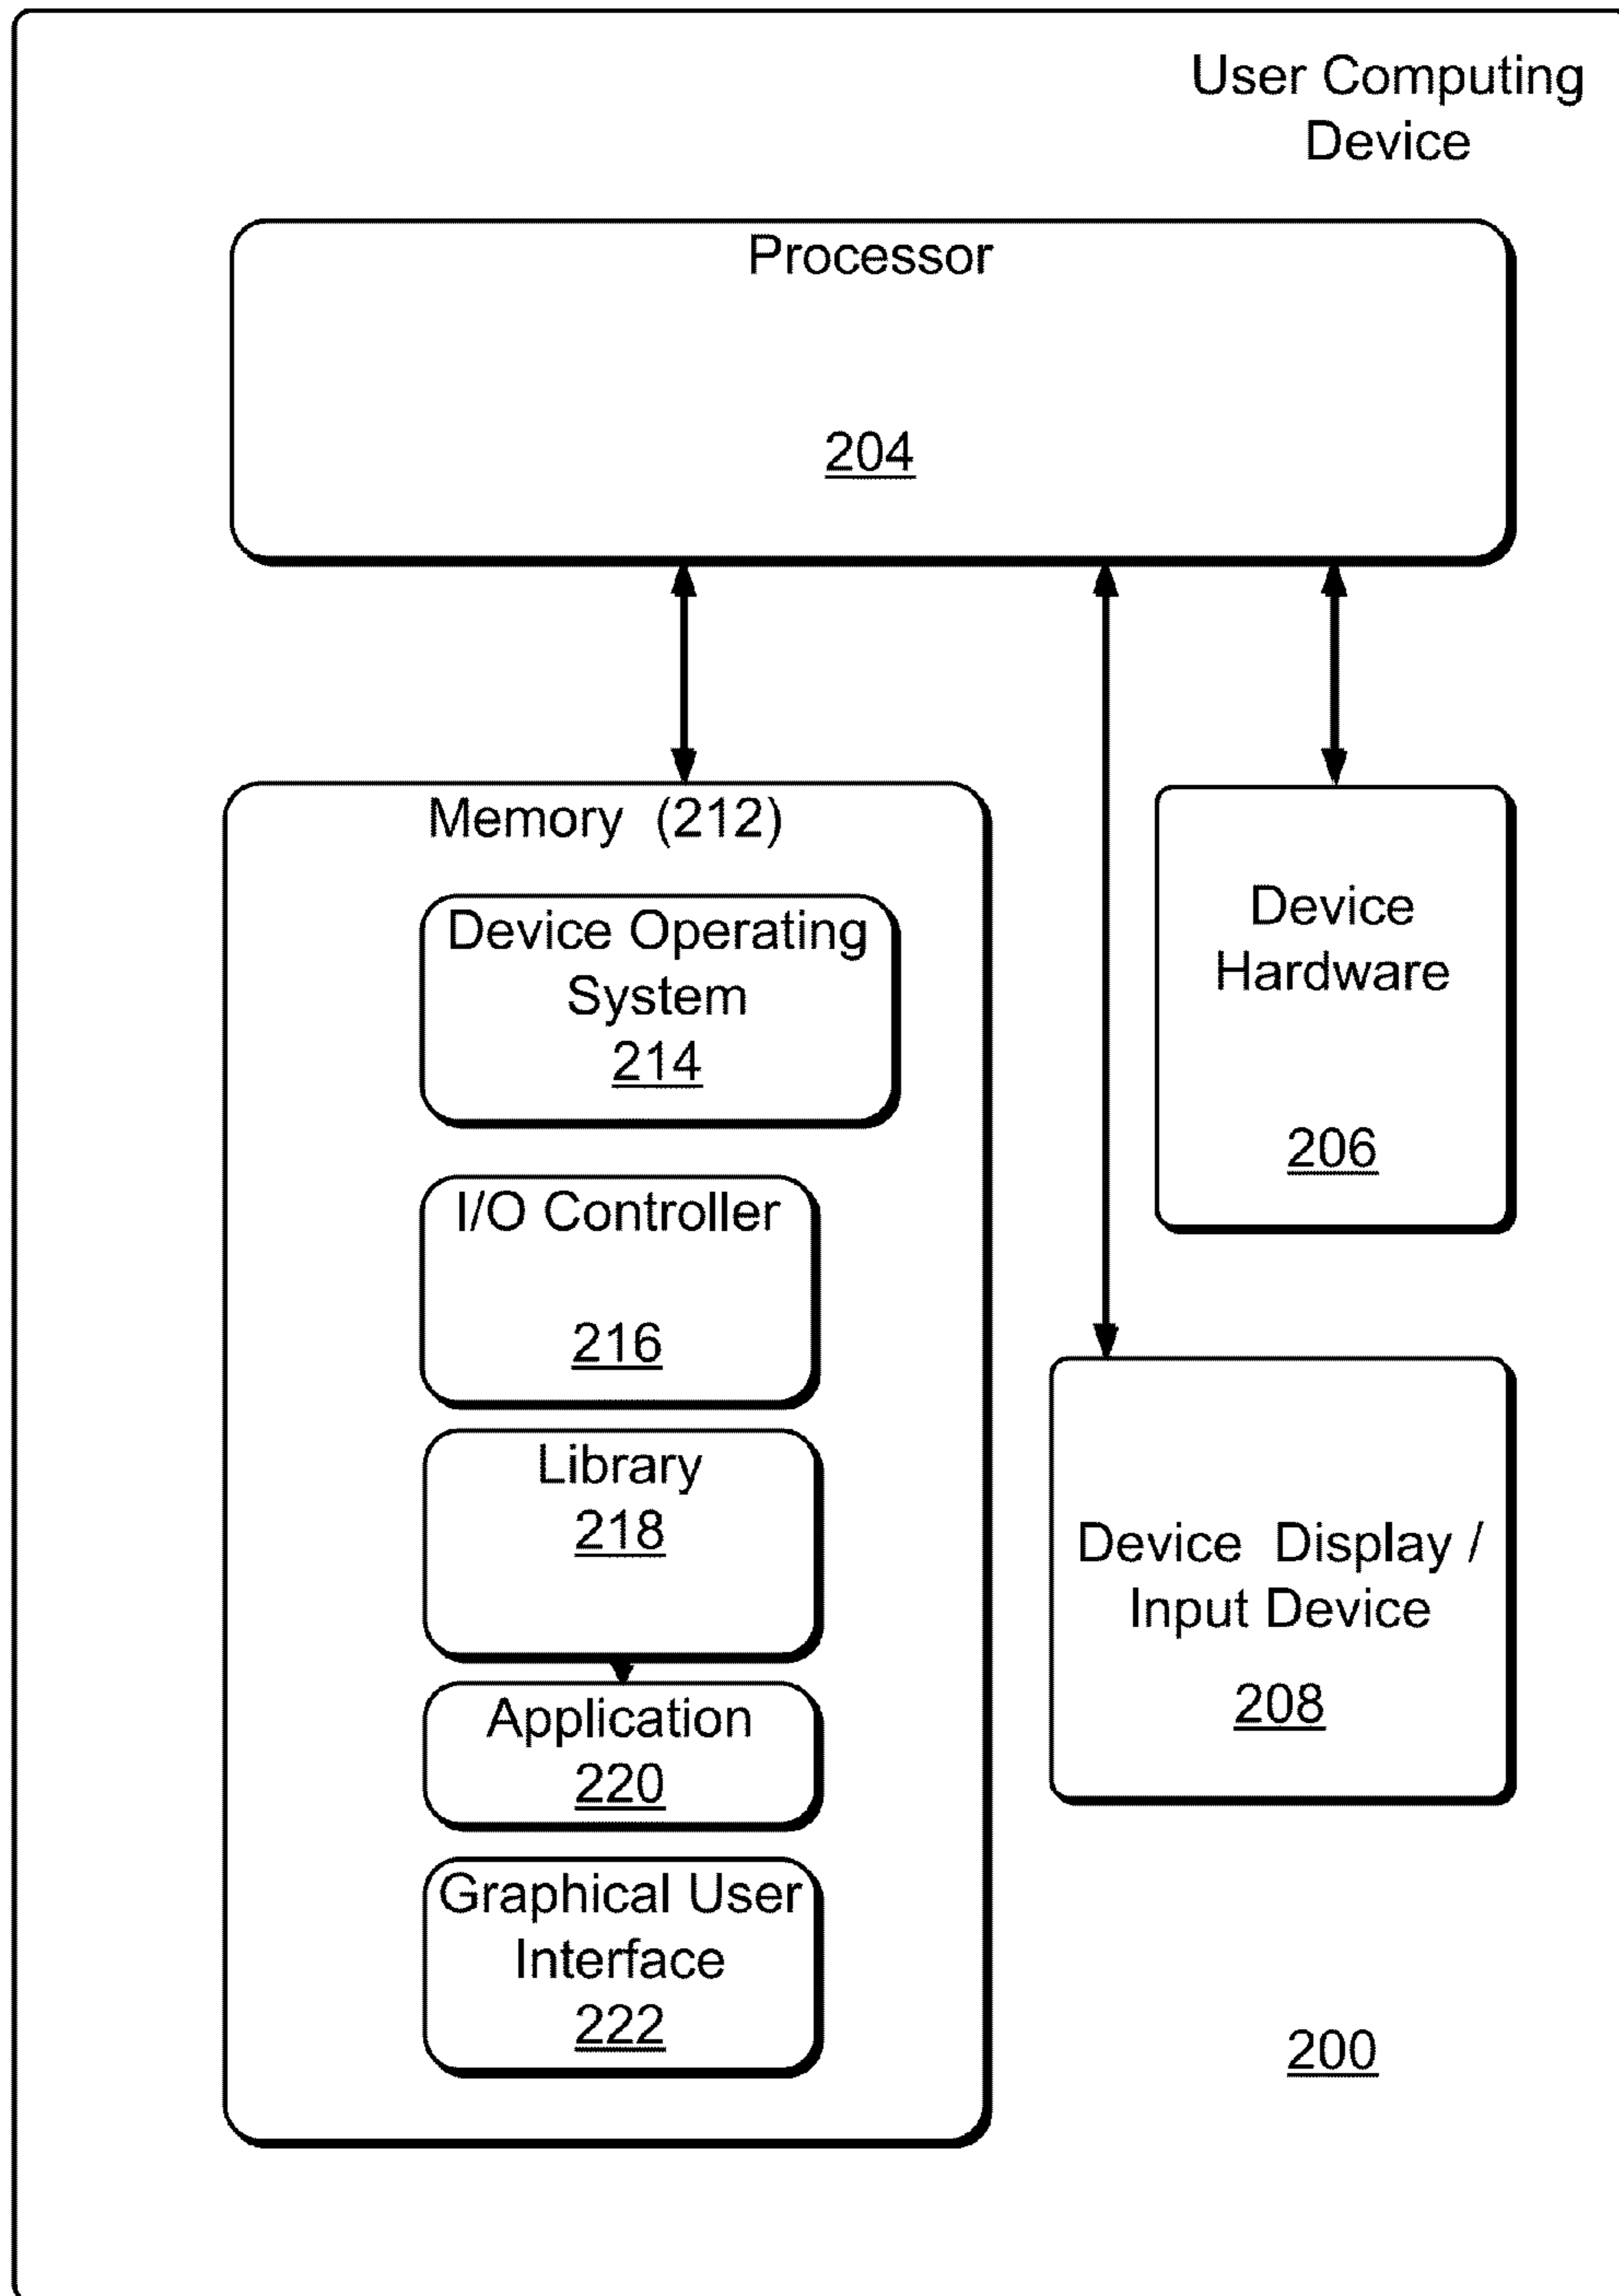 User Computing
Device
Processor
204
Memory (212)
Device Operating
System
214
I/O Controller
216
Library
218
Application
220
Graphical User
Interface
222
Device
Hardware
206
Device Display /
Input Device
208
200